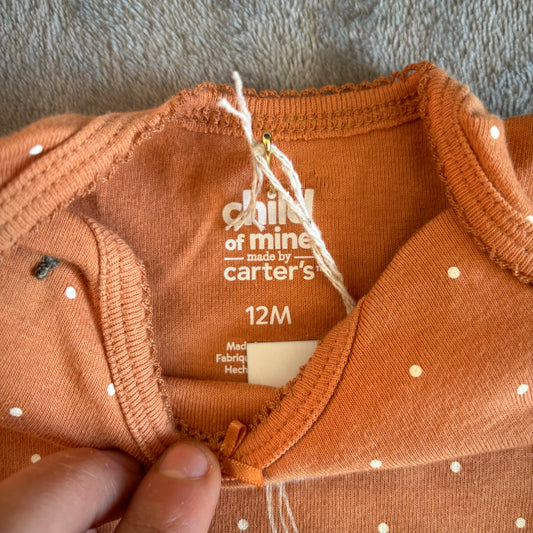 child
of mine
made by
carter's
12M
Made
Fabriqu
Hech